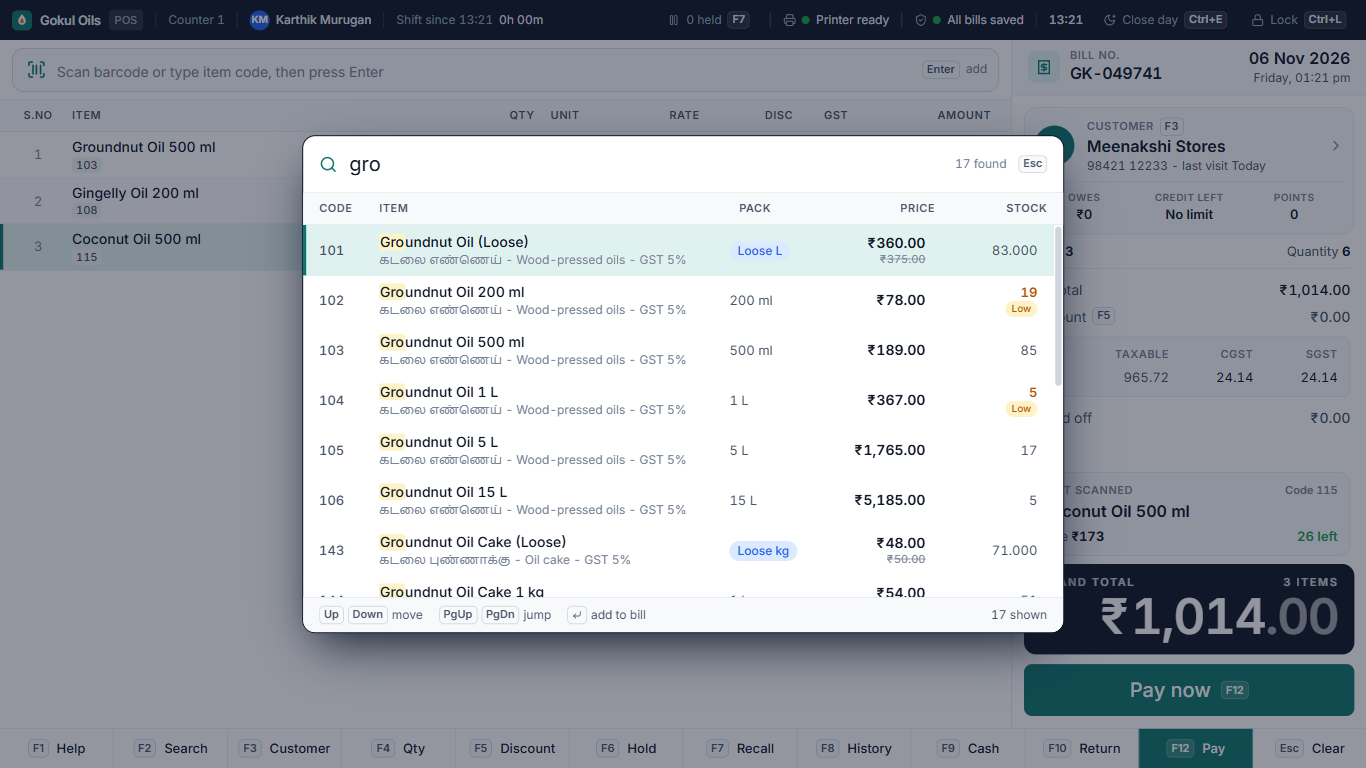 Gokul Oils POS Counter 1 KM Karthik Murugan Shift since 13:21 0h 00m 0 held F7 Printer ready All bills saved 13:21 Close day Ctrl+E Lock Ctrl+L
Scan barcode or type item code, then press Enter Enter add
BILL NO.
GK-049741
06 Nov 2026
Friday, 01:21 pm
S.NO ITEM QTY UNIT RATE DISC GST AMOUNT
1 Groundnut Oil 500 ml
103
2 Gingelly Oil 200 ml
108
3 Coconut Oil 500 ml
115
gro 17 found Esc
CODE ITEM PACK PRICE STOCK
101 Groundnut Oil (Loose) Loose L ₹360.00 83.000
கடலை எண்ணெய் - Wood-pressed oils - GST 5% ₹375.00
102 Groundnut Oil 200 ml 200 ml ₹78.00 19
கடலை எண்ணெய் - Wood-pressed oils - GST 5% Low
103 Groundnut Oil 500 ml 500 ml ₹189.00 85
கடலை எண்ணெய் - Wood-pressed oils - GST 5%
104 Groundnut Oil 1 L 1 L ₹367.00 5
கடலை எண்ணெய் - Wood-pressed oils - GST 5% Low
105 Groundnut Oil 5 L 5 L ₹1,765.00 17
கடலை எண்ணெய் - Wood-pressed oils - GST 5%
106 Groundnut Oil 15 L 15 L ₹5,185.00 5
கடலை எண்ணெய் - Wood-pressed oils - GST 5%
143 Groundnut Oil Cake (Loose) Loose kg ₹48.00 71.000
கடலை புண்ணாக்கு - Oil cake - GST 5% ₹50.00
Groundnut Oil Cake 1 kg ₹54.00
Up Down move PgUp PgDn jump add to bill 17 shown
CUSTOMER F3
Meenakshi Stores
98421 12233 - last visit Today
OWES CREDIT LEFT POINTS
₹0 No limit 0
3 Quantity 6
₹1,014.00
F5 ₹0.00
TAXABLE CGST SGST
965.72 24.14 24.14
off ₹0.00
SCANNED Code 115
Coconut Oil 500 ml
₹173 26 left
TOTAL 3 ITEMS
₹1,014.00
Pay now F12
F1 Help F2 Search F3 Customer F4 Qty F5 Discount F6 Hold F7 Recall F8 History F9 Cash F10 Return F12 Pay Esc Clear